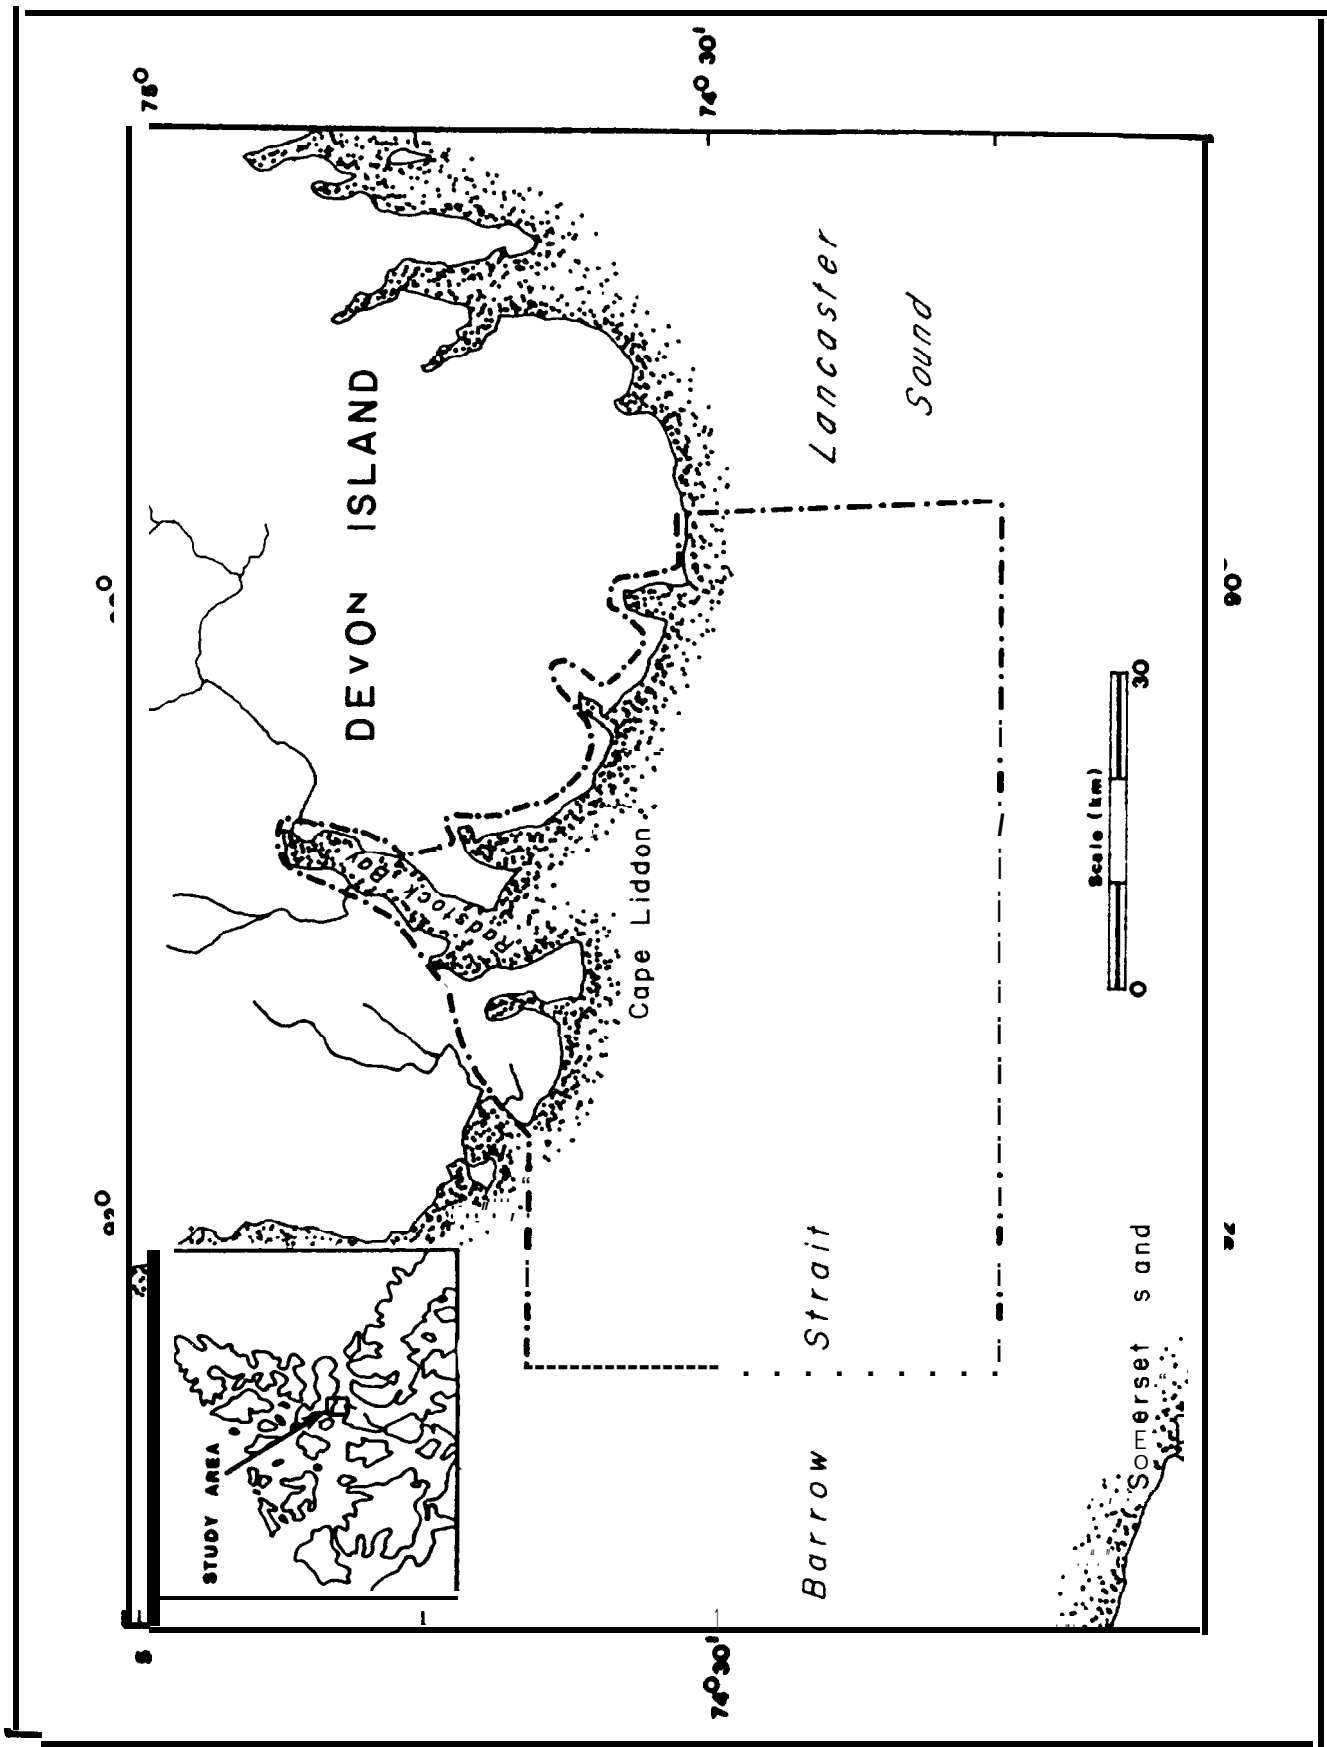 75°
74° 30'
DEVON ISLAND
Lancaster
Sound
90°
Radstock Bay
Cape Liddon
Scale (km)
0 30
STUDY AREA
Barrow Strait
Somerset s and
74°30'